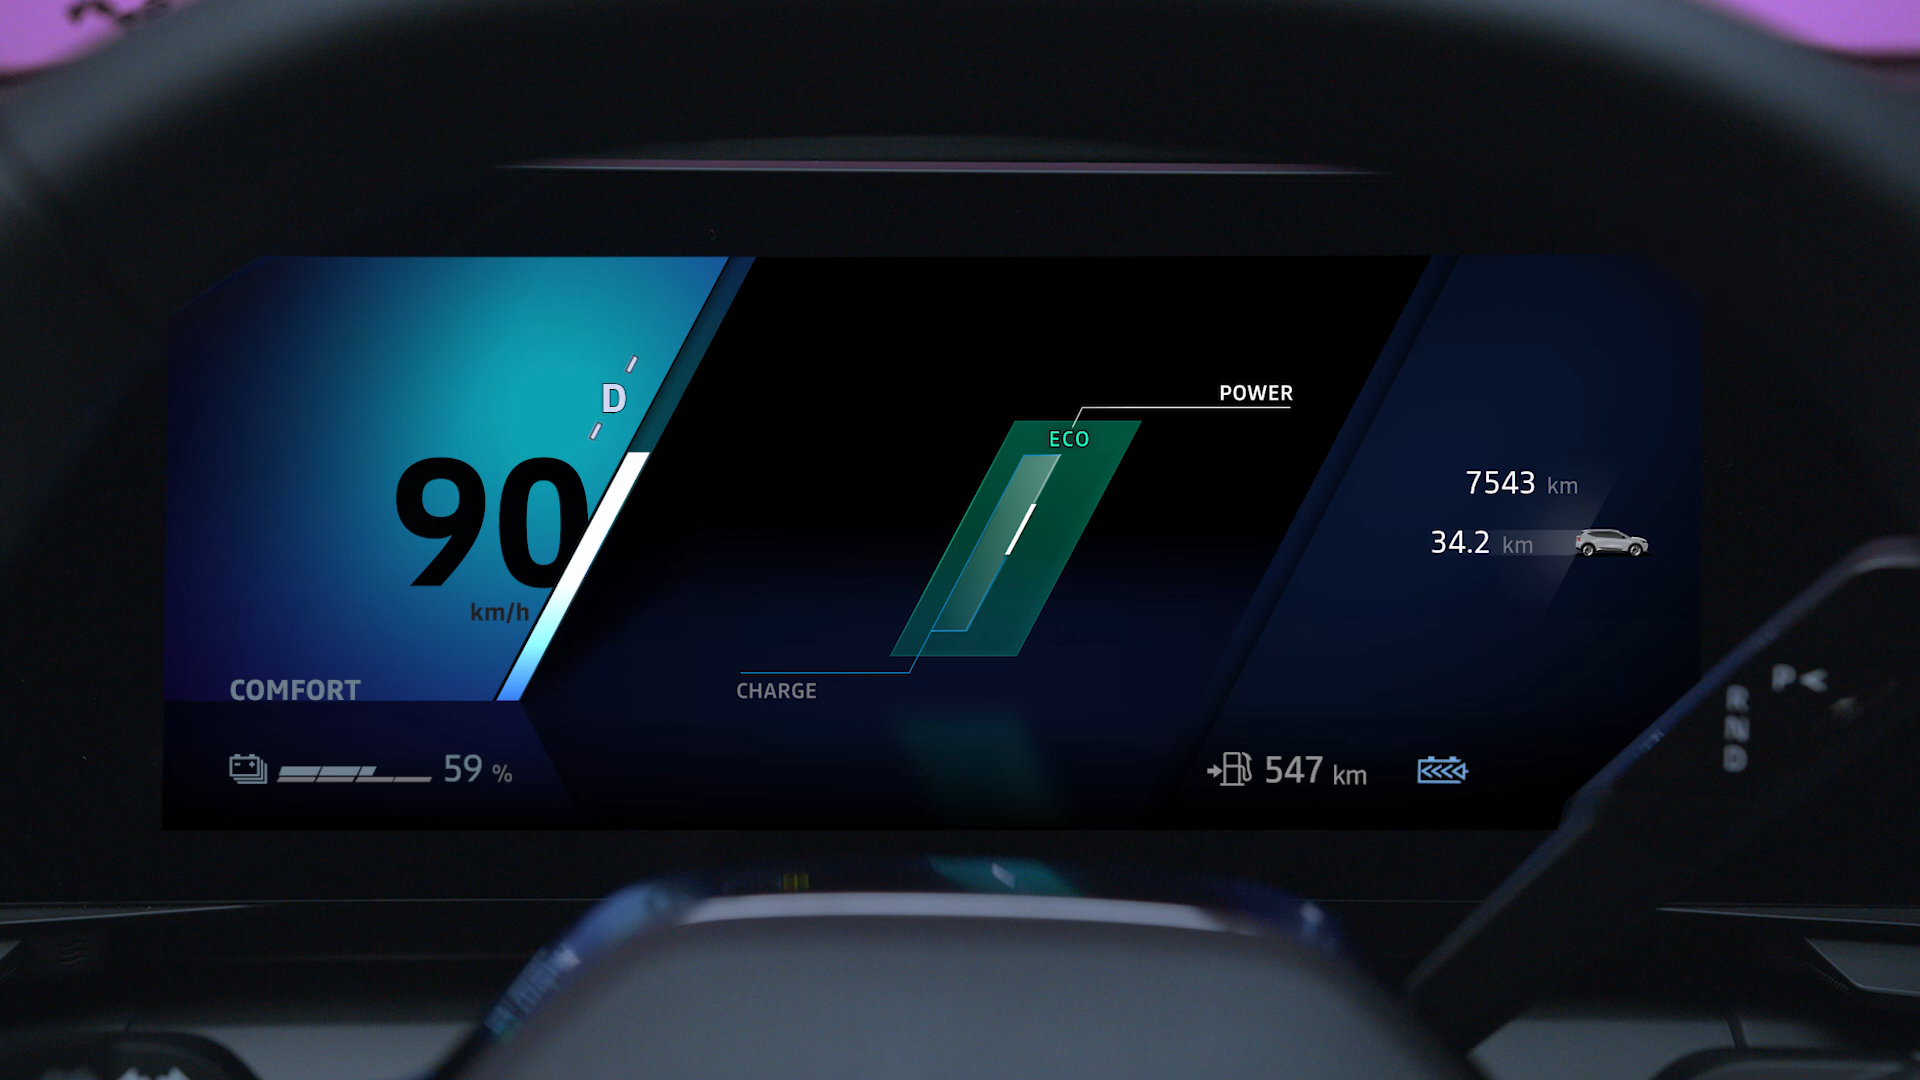 POWER
D
ECO
90
7543 km
34.2 km
km/h
COMFORT
CHARGE
P
R
N
D
59 %
547 km